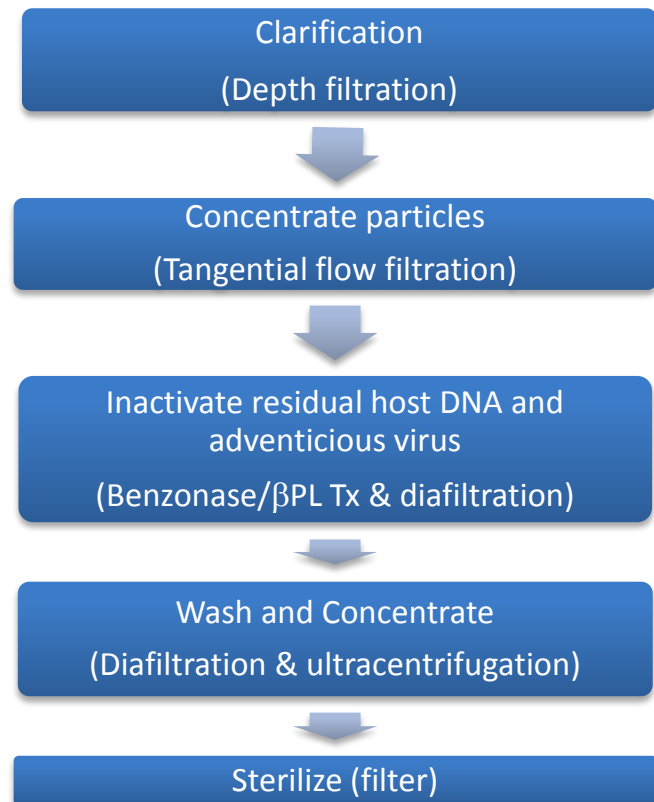 Clarification
(Depth filtration)
Concentrate particles
(Tangential flow filtration)
Inactivate residual host DNA and
adventicious virus
(Benzonase/βPL Tx & diafiltration)
Wash and Concentrate
(Diafiltration & ultracentrifugation)
Sterilize (filter)